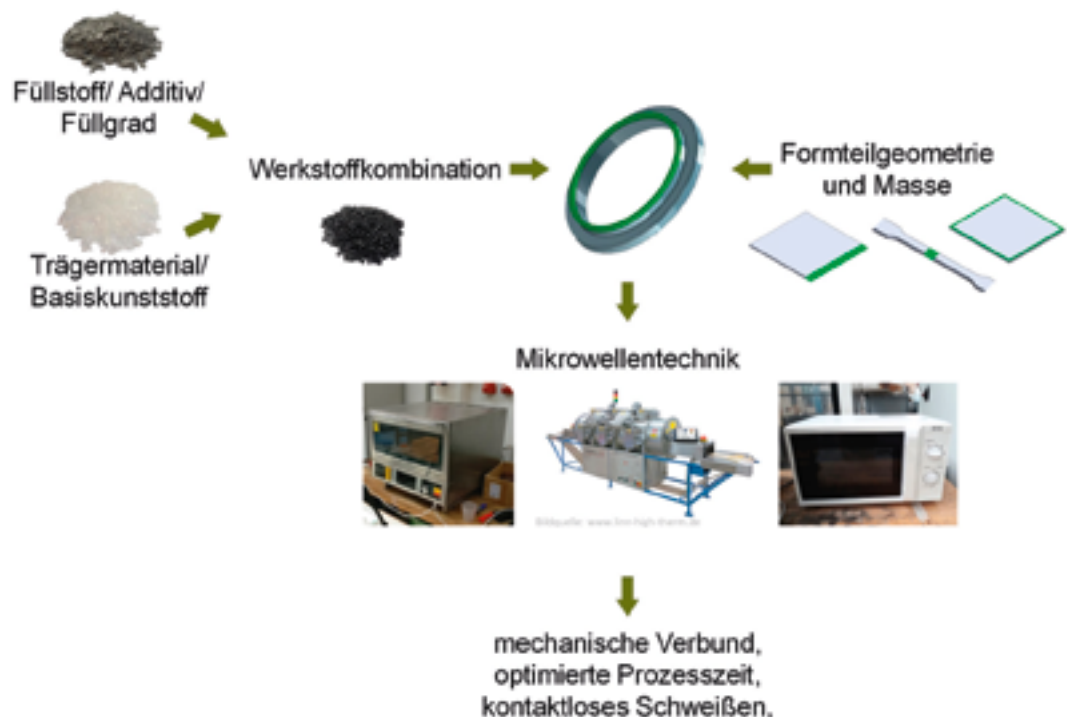 Füllstoff/ Additiv/
Füllgrad
Werkstoffkombination
Formteilgeometrie
und Masse
Trägermaterial/
Basiskunststoff
Mikrowellentechnik
Bildquelle: www.linn-high-therm.de
mechanische Verbund,
optimierte Prozesszeit,
kontaktloses Schweißen,